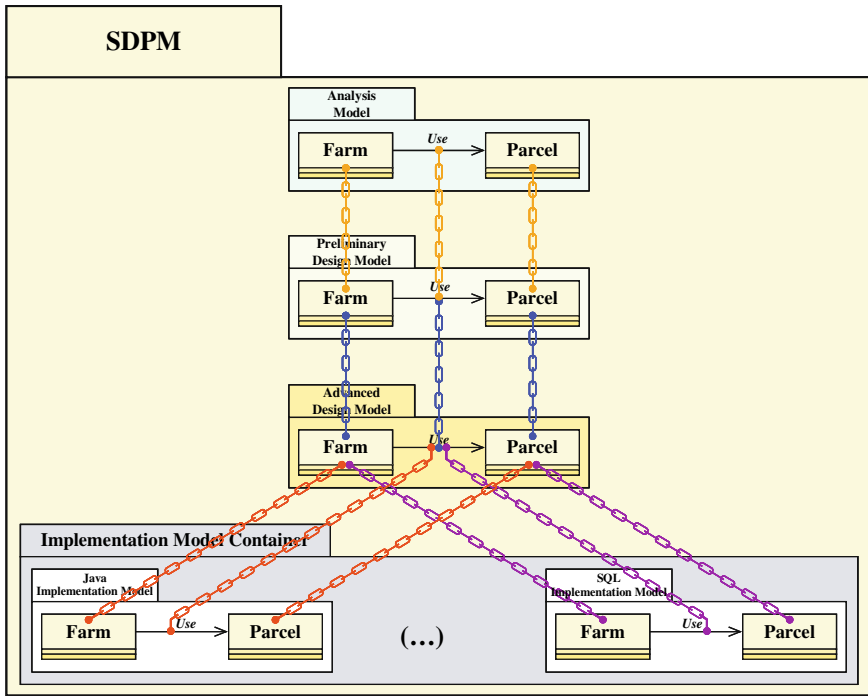 SDPM
Analysis
Model
Farm
Use
Parcel
Preliminary
Design Model
Farm
Use
Parcel
Advanced
Design Model
Farm
Use
Parcel
Implementation Model Container
Java
Implementation Model
Farm
Use
Parcel
(...)
SQL
Implementation Model
Farm
Use
Parcel